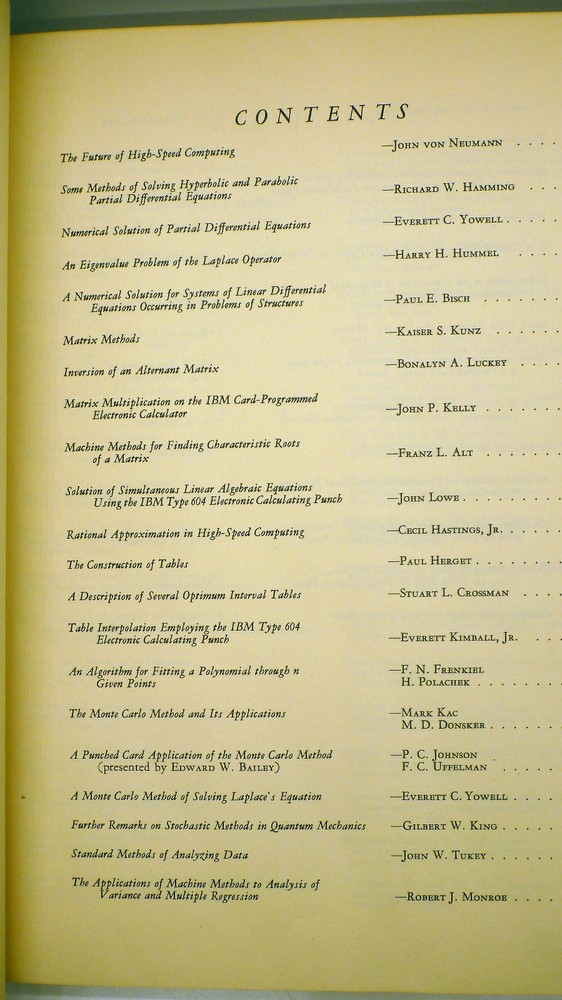 CONTENTS
The Future of High-Speed Computing —JOHN VON NEUMANN . . . .
Some Methods of Solving Hyperbolic and Parabolic
Partial Differential Equations —RICHARD W. HAMMING . . .
Numerical Solution of Partial Differential Equations —EVERETT C. YOWELL . . . .
An Eigenvalue Problem of the Laplace Operator —HARRY H. HUMMEL . . . .
A Numerical Solution for Systems of Linear Differential
Equations Occurring in Problems of Structures —PAUL E. BISCH . . . . . .
Matrix Methods —KAISER S. KUNZ . . . . . .
Inversion of an Alternant Matrix —BONALYN A. LUCKEY . . . .
Matrix Multiplication on the IBM Card-Programmed
Electronic Calculator —JOHN P. KELLY . . . . . .
Machine Methods for Finding Characteristic Roots
of a Matrix —FRANZ L. ALT . . . . . .
Solution of Simultaneous Linear Algebraic Equations
Using the IBM Type 604 Electronic Calculating Punch —JOHN LOWE . . . . . . .
Rational Approximation in High-Speed Computing —CECIL HASTINGS, JR. . . . . .
The Construction of Tables —PAUL HERGET . . . . . . .
A Description of Several Optimum Interval Tables —STUART L. CROSSMAN . . . .
Table Interpolation Employing the IBM Type 604
Electronic Calculating Punch —EVERETT KIMBALL, JR. . . .
An Algorithm for Fitting a Polynomial through n —F. N. FRENKIEL
Given Points H. POLACHEK . . . . . . .
The Monte Carlo Method and Its Applications —MARK KAC
M. D. DONSKER . . . . . .
A Punched Card Application of the Monte Carlo Method —P. C. JOHNSON
(presented by EDWARD W. BAILEY) F. C. UFFELMAN . . . . .
A Monte Carlo Method of Solving Laplace's Equation —EVERETT C. YOWELL . . . .
Further Remarks on Stochastic Methods in Quantum Mechanics —GILBERT W. KING . . . . .
Standard Methods of Analyzing Data —JOHN W. TUKEY . . . . . .
The Applications of Machine Methods to Analysis of
Variance and Multiple Regression —ROBERT J. MONROE . . . .